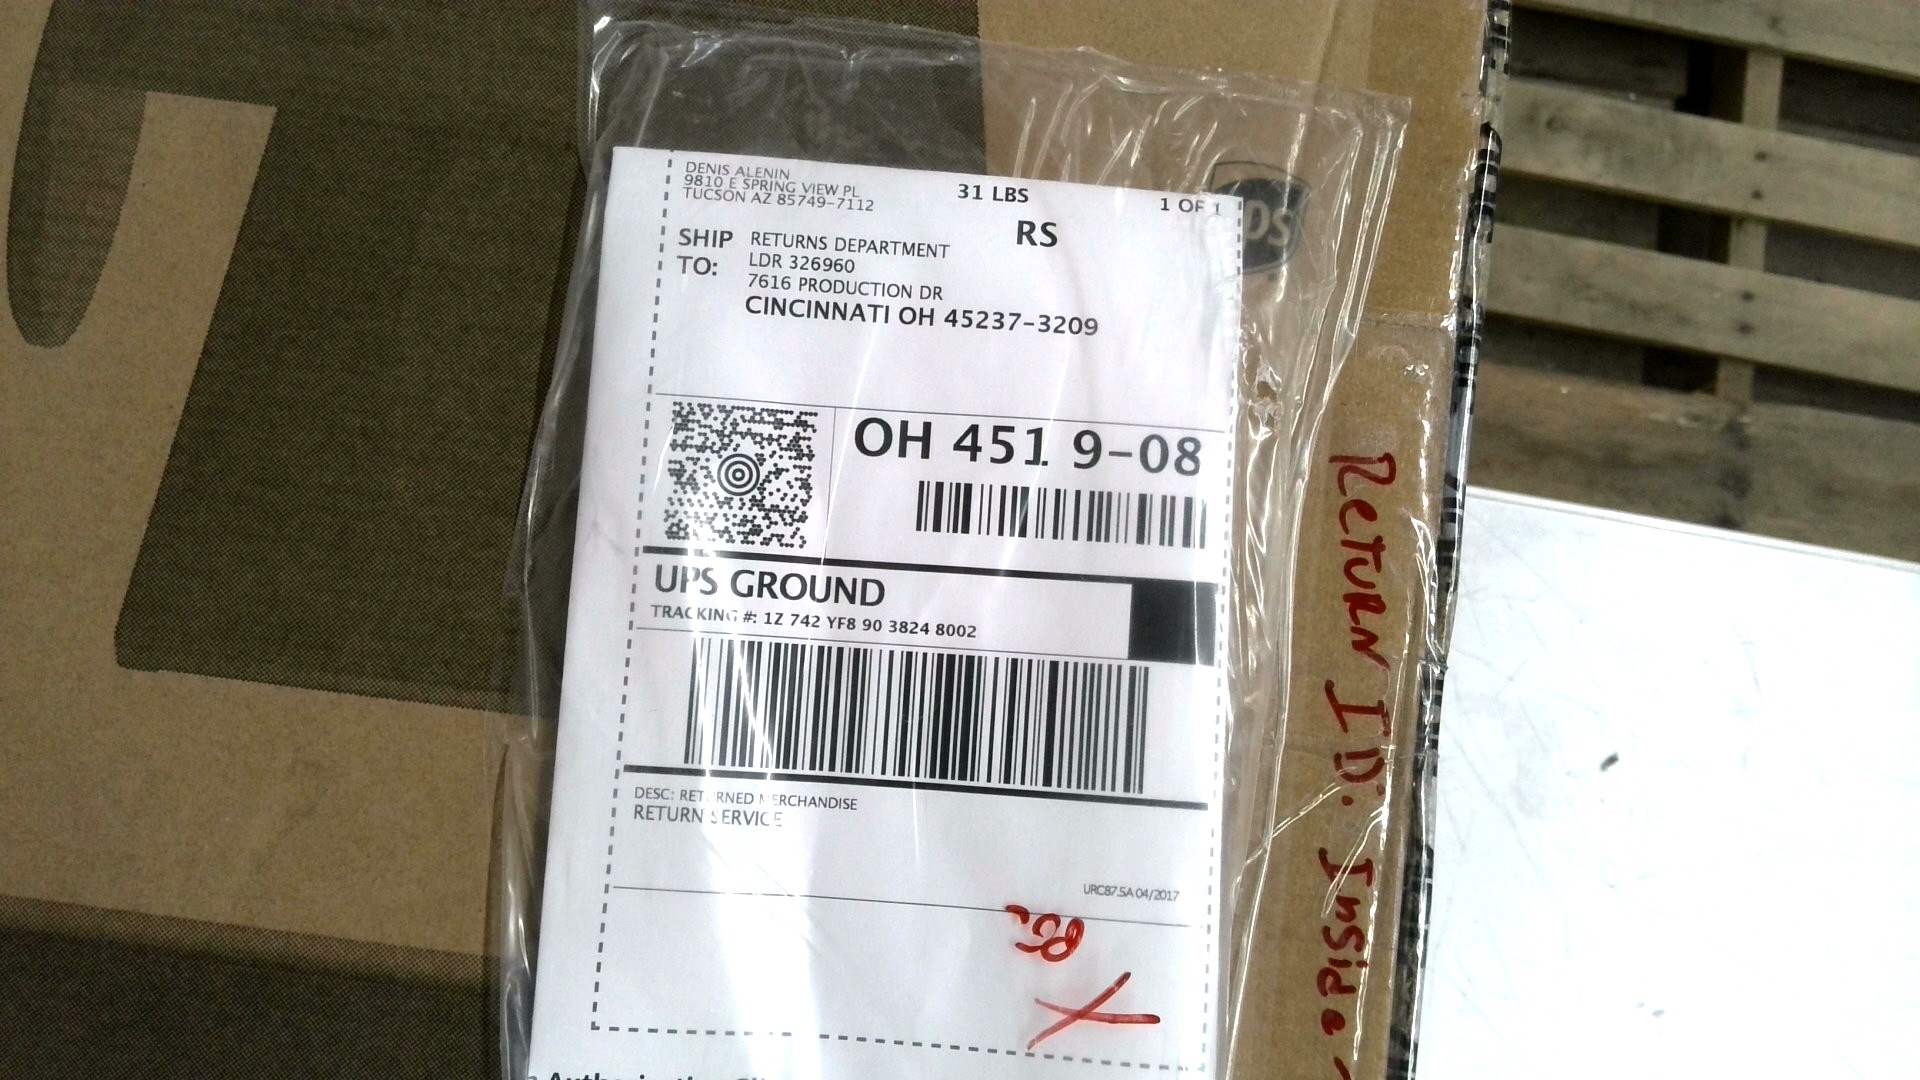 DENIS ALENIN
9810 E SPRING VIEW PL
TUCSON AZ 85749-7112
31 LBS
1 OF 1
RS
SHIP TO:
RETURNS DEPARTMENT
LDR 326960
7616 PRODUCTION DR
CINCINNATI OH 45237-3209
OH 451 9-08
UPS GROUND
TRACKING #: 1Z 742 YF8 90 3824 8002
DESC: RETURNED MERCHANDISE
RETURN SERVICE
URC87.5A 04/2017
ups
Return ID: Inside